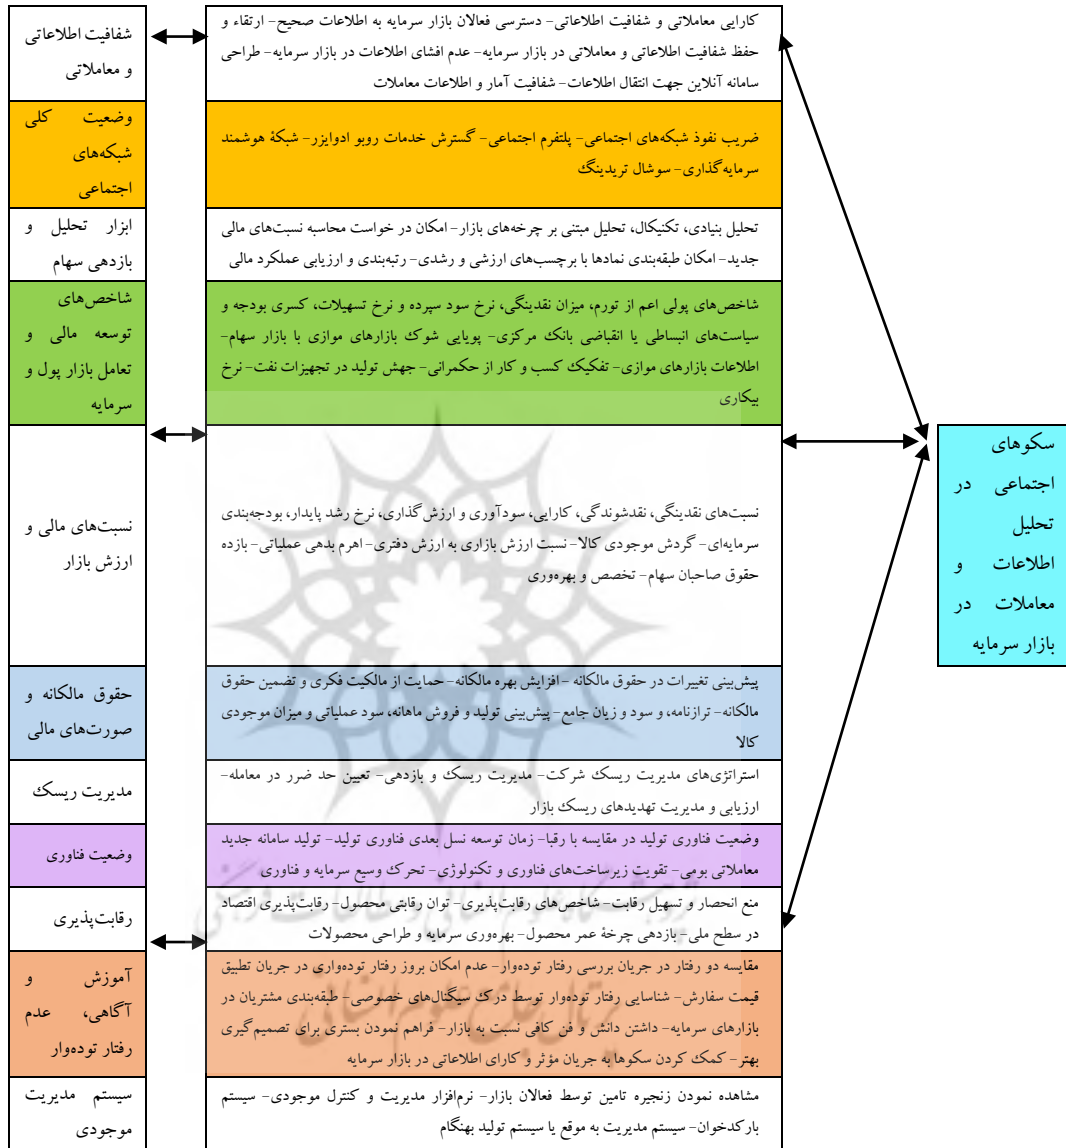 سکوهای
اجتماعی در
تحلیل
اطلاعات و
معاملات در
بازار سرمایه
کارایی معاملاتی و شفافیت اطلاعاتی- دسترسی فعالان بازار سرمایه به اطلاعات صحیح- ارتقاء و
حفظ شفافیت اطلاعاتی و معاملاتی در بازار سرمایه- عدم افشای اطلاعات در بازار سرمایه- طراحی
سامانه آنلاین جهت انتقال اطلاعات- شفافیت آمار و اطلاعات معاملات
شفافیت اطلاعاتی
و معاملاتی
ضریب نفوذ شبکه‌های اجتماعی- پلتفرم اجتماعی- گسترش خدمات روبو ادوایزر- شبکۀ هوشمند
سرمایه‌گذاری- سوشال تریدینگ
وضعیت کلی
شبکه‌های
اجتماعی
تحلیل بنیادی، تکنیکال، تحلیل مبتنی بر چرخه‌های بازار- امکان در خواست محاسبه نسبت‌های مالی
جدید- امکان طبقه‌بندی نمادها با برچسب‌های ارزشی و رشدی- رتبه‌بندی و ارزیابی عملکرد مالی
ابزار تحلیل و
بازدهی سهام
شاخص‌های پولی اعم از تورم، میزان نقدینگی، نرخ سود سپرده و نرخ تسهیلات، کسری بودجه و
سیاست‌های انبساطی یا انقباضی بانک مرکزی- پویایی شوک بازارهای موازی با بازار سهام-
اطلاعات بازارهای موازی- تفکیک کسب و کار از حکمرانی- جهش تولید در تجهیزات نفت- نرخ
بیکاری
شاخص‌های
توسعه مالی و
تعامل بازار پول و
سرمایه
نسبت‌های نقدینگی، نقدشوندگی، کارایی، سودآوری و ارزش‌گذاری، نرخ رشد پایدار، بودجه‌بندی
سرمایه‌ای- گردش موجودی کالا- نسبت ارزش بازاری به ارزش دفتری- اهرم بدهی عملیاتی- بازده
حقوق صاحبان سهام- تخصص و بهره‌وری
نسبت‌های مالی و
ارزش بازار
پیش‌بینی تغییرات در حقوق مالکانه - افزایش بهره مالکانه- حمایت از مالکیت فکری و تضمین حقوق
مالکانه- ترازنامه، و سود و زیان جامع- پیش‌بینی تولید و فروش ماهانه، سود عملیاتی و میزان موجودی
کالا
حقوق مالکانه و
صورت‌های مالی
استراتژی‌های مدیریت ریسک شرکت- مدیریت ریسک و بازدهی- تعیین حد ضرر در معامله-
ارزیابی و مدیریت تهدیدهای ریسک بازار
مدیریت ریسک
وضعیت فناوری تولید در مقایسه با رقبا- زمان توسعه نسل بعدی فناوری تولید- تولید سامانه جدید
معاملاتی بومی- تقویت زیرساخت‌های فناوری و تکنولوژی- تحرک وسیع سرمایه و فناوری
وضعیت فناوری
منع انحصار و تسهیل رقابت- شاخص‌های رقابت‌پذیری- توان رقابتی محصول- رقابت‌پذیری اقتصاد
در سطح ملی- بازدهی چرخۀ عمر محصول- بهره‌وری سرمایه و طراحی محصولات
رقابت‌پذیری
مقایسه دو رفتار در جریان بررسی رفتار توده‌وار- عدم امکان بروز رفتار توده‌واری در جریان تطبیق
قیمت سفارش- شناسایی رفتار توده‌وار توسط درک سیگنال‌های خصوصی- طبقه‌بندی مشتریان در
بازارهای سرمایه- داشتن دانش و فن کافی نسبت به بازار- فراهم نمودن بستری برای تصمیم‌گیری
بهتر- کمک کردن سکوها به جریان مؤثر و کارای اطلاعاتی در بازار سرمایه
آموزش و
آگاهی، عدم
رفتار توده‌وار
مشاهده نمودن زنجیره تامین توسط فعالان بازار- نرم‌افزار مدیریت و کنترل موجودی- سیستم
بارکدخوان- سیستم مدیریت به موقع یا سیستم تولید بهنگام
سیستم مدیریت
موجودی
پژوهشگاه علوم انسانی و مطالعات فرهنگی
پرتال جامع علوم انسانی